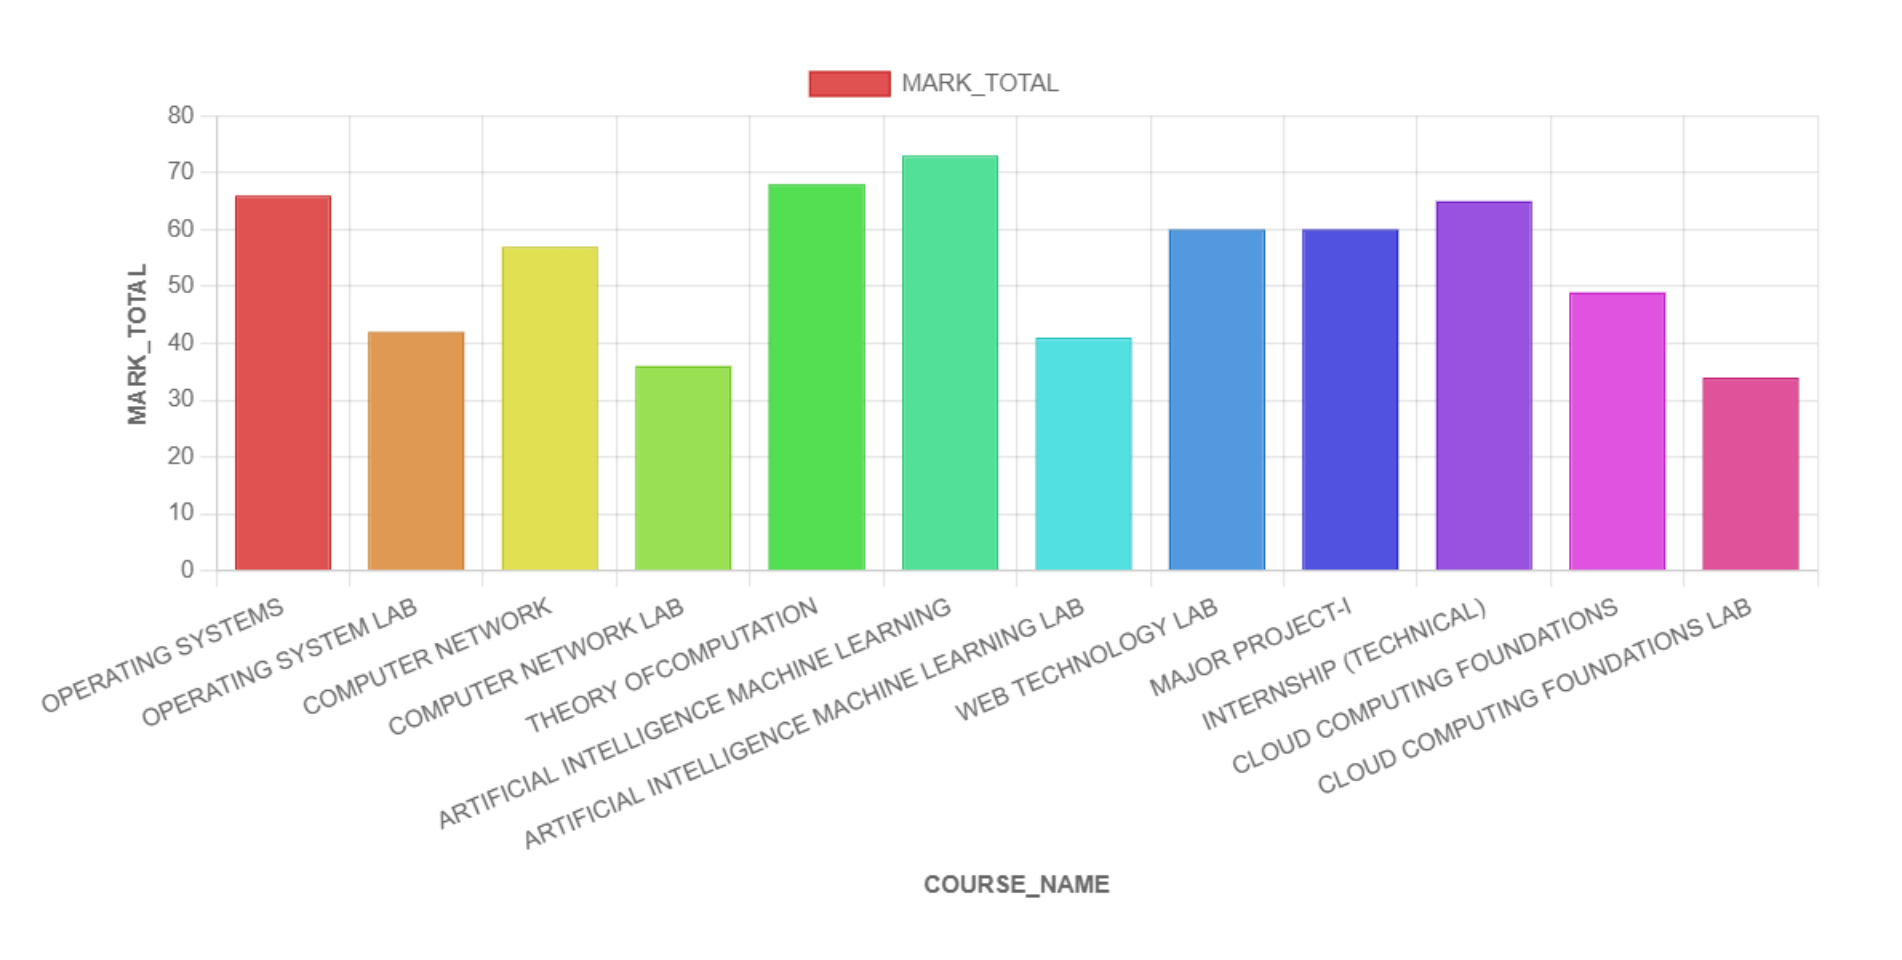 MARK_TOTAL
80
70
60
50
40
30
20
10
0
MARK_TOTAL
OPERATING SYSTEMS
OPERATING SYSTEM LAB
COMPUTER NETWORK
COMPUTER NETWORK LAB
THEORY OFCOMPUTATION
ARTIFICIAL INTELLIGENCE MACHINE LEARNING
ARTIFICIAL INTELLIGENCE MACHINE LEARNING LAB
WEB TECHNOLOGY LAB
MAJOR PROJECT-I
INTERNSHIP (TECHNICAL)
CLOUD COMPUTING FOUNDATIONS
CLOUD COMPUTING FOUNDATIONS LAB
COURSE_NAME